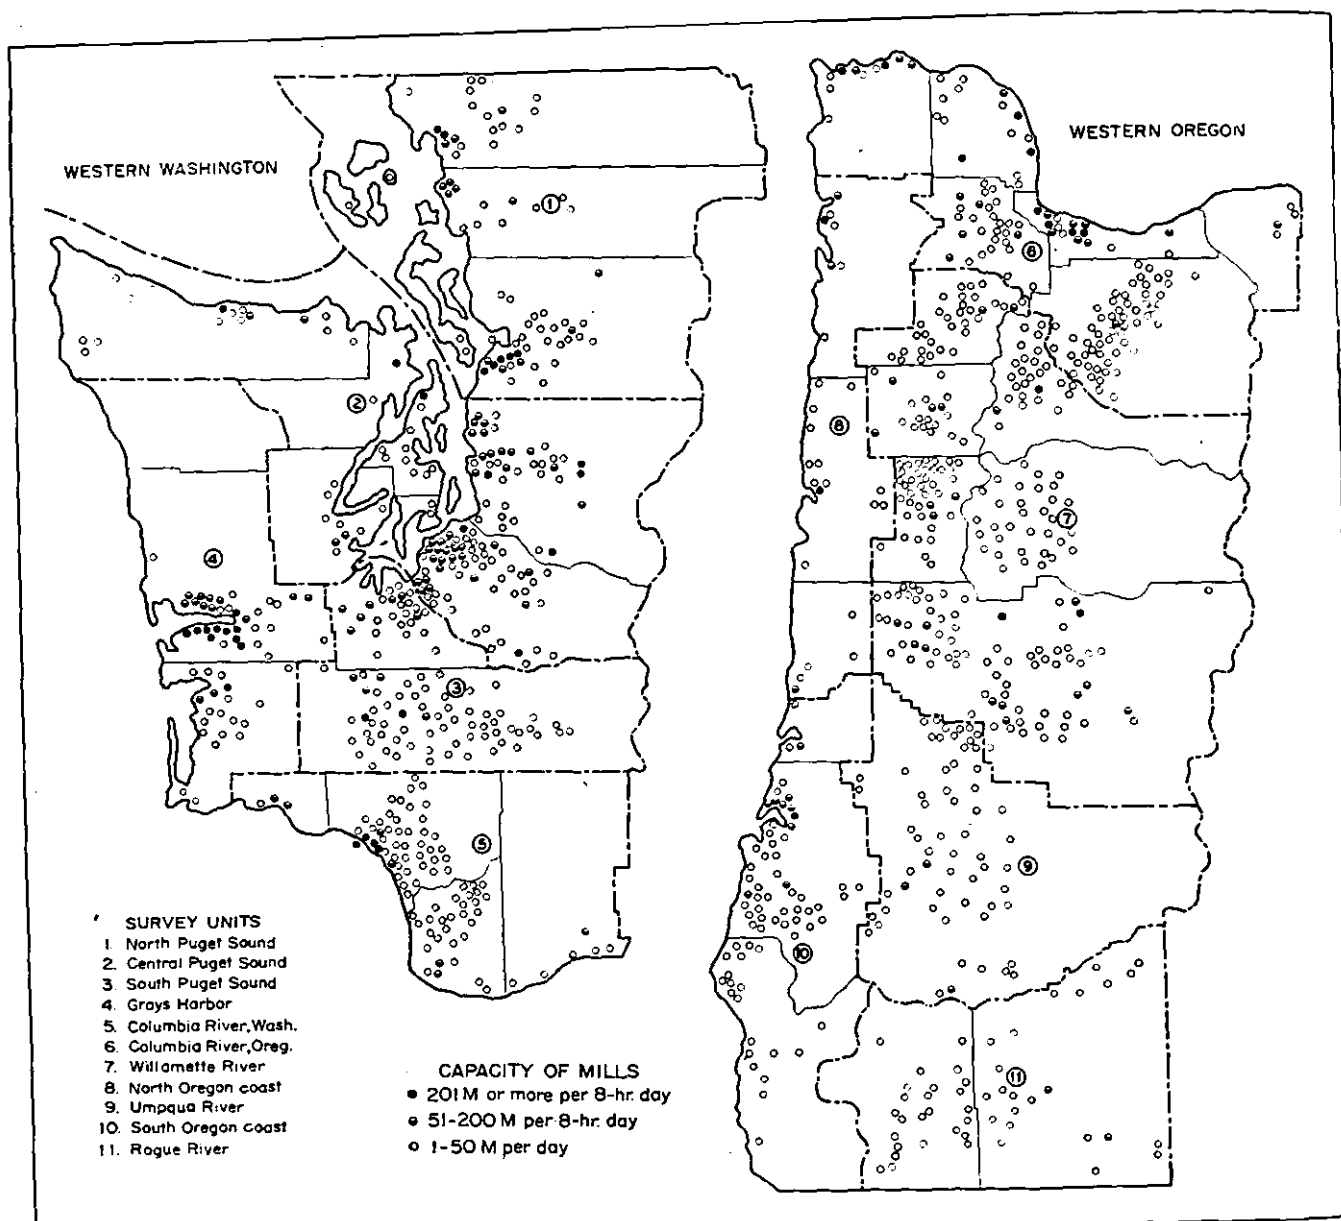 WESTERN WASHINGTON
WESTERN OREGON
1
2
3
4
5
6
7
8
9
10
11
SURVEY UNITS
1. North Puget Sound
2. Central Puget Sound
3. South Puget Sound
4. Grays Harbor
5. Columbia River, Wash.
6. Columbia River, Oreg.
7. Willamette River
8. North Oregon coast
9. Umpqua River
10. South Oregon coast
11. Rogue River
CAPACITY OF MILLS
201 M or more per 8-hr. day
51-200 M per 8-hr. day
1-50 M per day